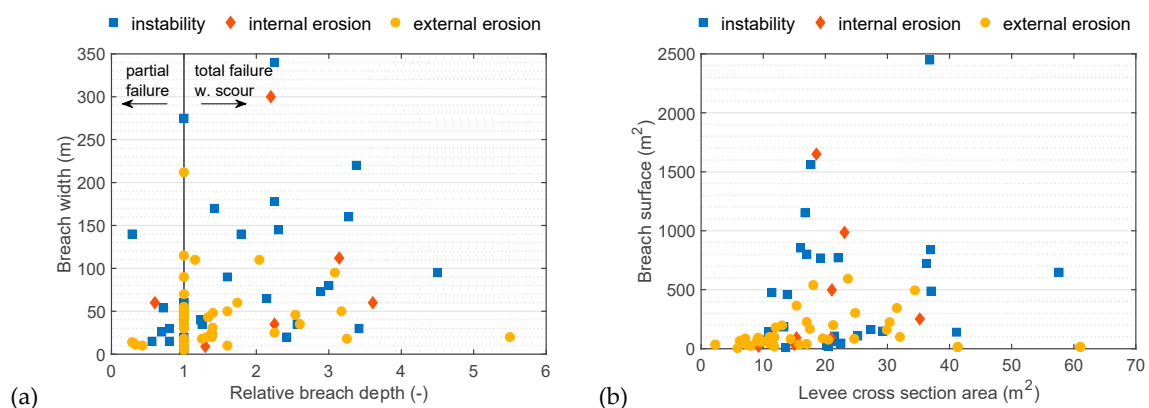 instability internal erosion external erosion
350
300
250
200
150
100
50
0
partial failure
total failure w. scour
Breach width (m)
0 1 2 3 4 5 6
Relative breach depth (-)
(a)
instability internal erosion external erosion
2500
2000
1500
1000
500
0
Breach surface (m²)
0 10 20 30 40 50 60 70
Levee cross section area (m²)
(b)